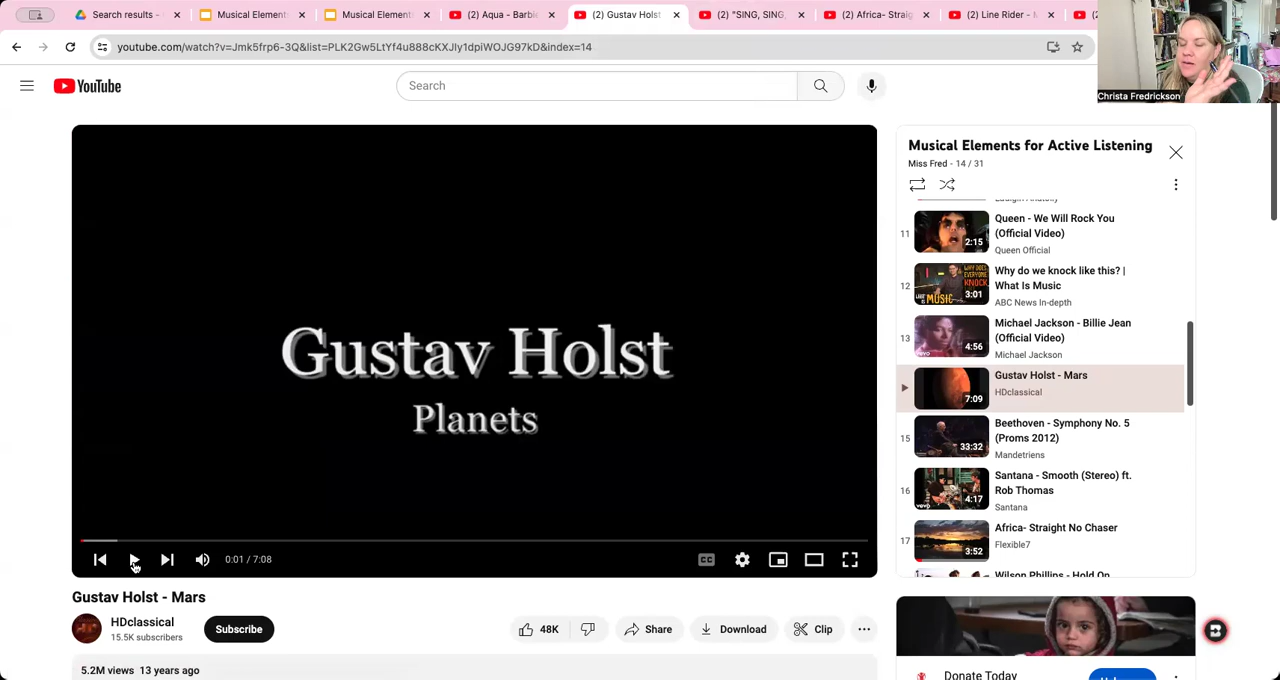 Search results -
Musical Element
Musical Element
(2) Aqua - Barbie
(2) Gustav Holst
(2) "SING, SING,
(2) Africa- Straig
(2) Line Rider -
youtube.com/watch?v=Jmk5frp6-3Q&list=PLK2Gw5LtYf4u888cKXJIy1dpiWOJG97kD&index=14
Christa Fredrickson
YouTube
Search
Gustav Holst
Planets
0:01 / 7:08
CC
Gustav Holst - Mars
HDclassical
15.5K subscribers
Subscribe
48K
Share
Download
Clip
5.2M views 13 years ago
Musical Elements for Active Listening
Miss Fred - 14 / 31
11
2:15
Queen - We Will Rock You
(Official Video)
Queen Official
12
3:01
Why do we knock like this? |
What Is Music
ABC News In-depth
13
4:56
Michael Jackson - Billie Jean
(Official Video)
Michael Jackson
7:09
Gustav Holst - Mars
HDclassical
15
33:32
Beethoven - Symphony No. 5
(Proms 2012)
Mandetriens
16
4:17
Santana - Smooth (Stereo) ft.
Rob Thomas
Santana
17
3:52
Africa- Straight No Chaser
Flexible7
Wilson Phillips - Hold On
Donate Today